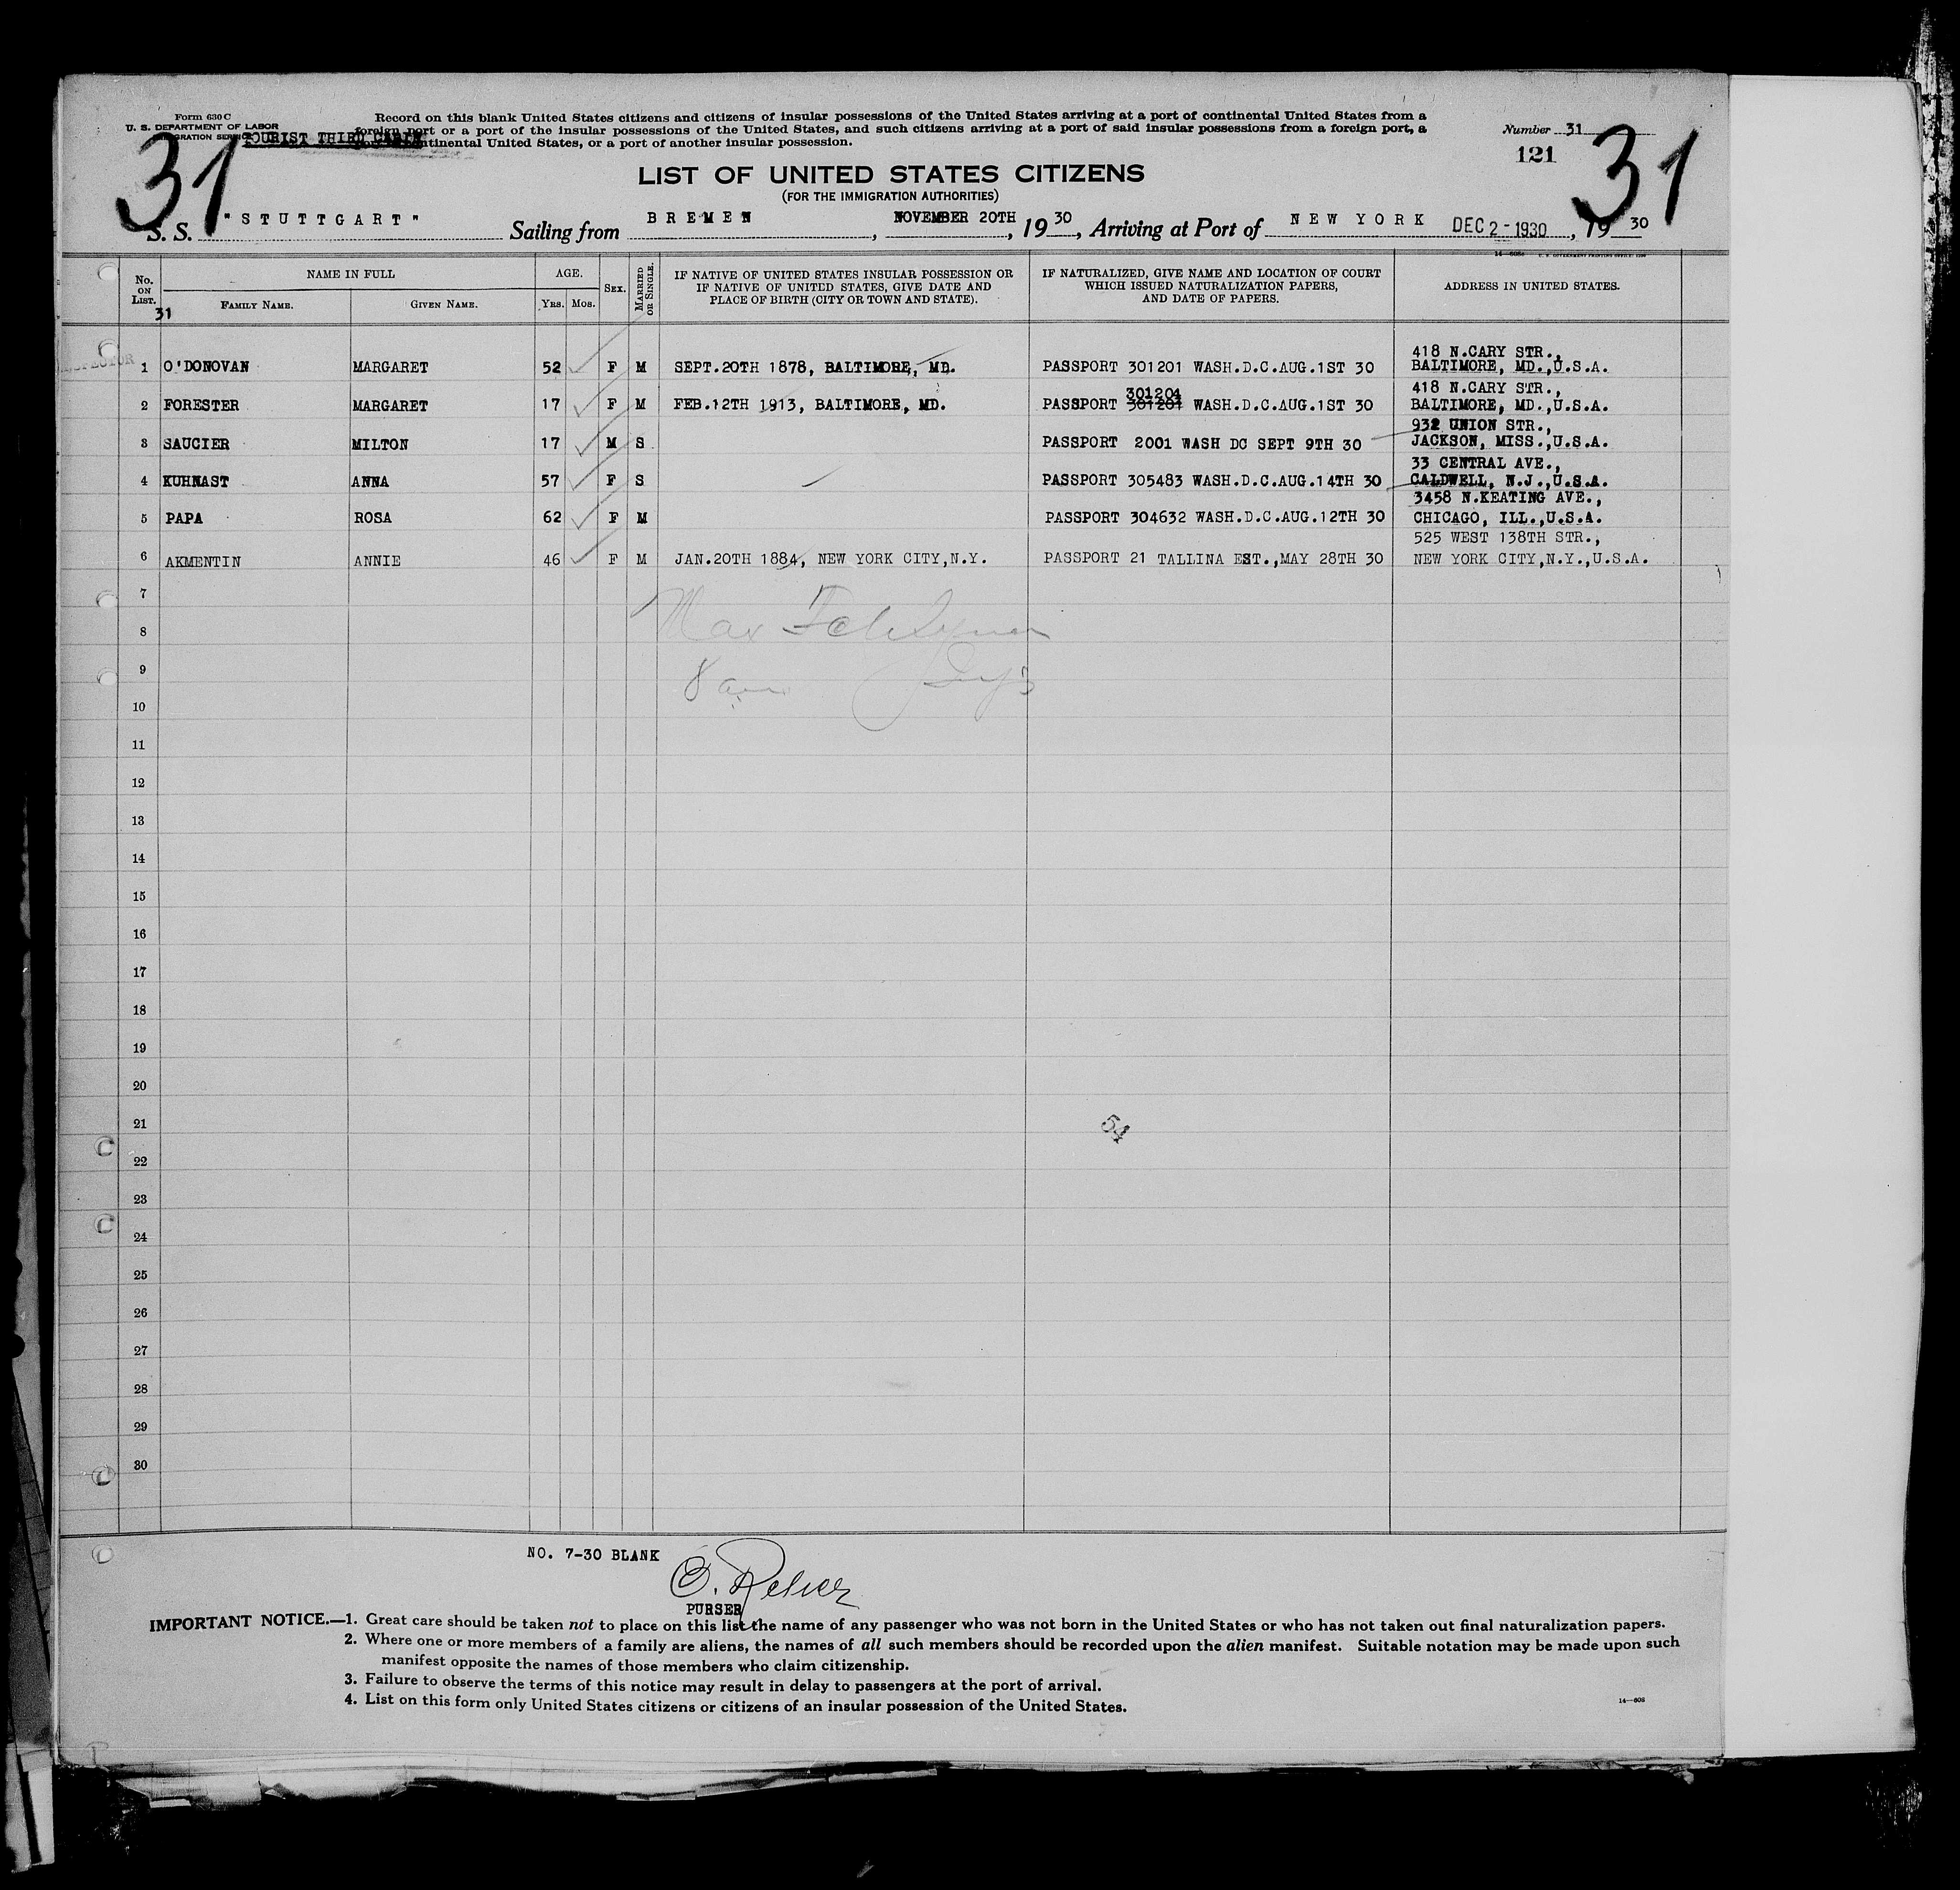 Form 630 C
U. S. DEPARTMENT OF LABOR
TOURIST THIRD CABIN
Record on this blank United States citizens and citizens of insular possessions of the United States arriving at a port of continental United States from a
foreign port or a port of the insular possessions of the United States, and such citizens arriving at a port of said insular possessions from a foreign port, a
continental United States, or a port of another insular possession.
Number 31
121
31
31
LIST OF UNITED STATES CITIZENS
(FOR THE IMMIGRATION AUTHORITIES)
S. S. "STUTTGART" Sailing from BREMEN, NOVEMBER 20TH, 1930, Arriving at Port of NEW YORK DEC 2-1930, 1930
No. ON LIST. NAME IN FULL FAMILY NAME. GIVEN NAME. AGE. YRS. MOS. SEX. MARRIED OR SINGLE. IF NATIVE OF UNITED STATES INSULAR POSSESSION OR IF NATIVE OF UNITED STATES, GIVE DATE AND PLACE OF BIRTH (CITY OR TOWN AND STATE). IF NATURALIZED, GIVE NAME AND LOCATION OF COURT WHICH ISSUED NATURALIZATION PAPERS, AND DATE OF PAPERS. ADDRESS IN UNITED STATES.
31
418 N.CARY STR.,
1 O'DONOVAN MARGARET 52 F M SEPT.20TH 1878, BALTIMORE, MD. PASSPORT 301201 WASH.D.C.AUG.1ST 30 BALTIMORE, MD.,U.S.A.
301204 418 N.CARY STR.,
2 FORESTER MARGARET 17 F M FEB.12TH 1913, BALTIMORE, MD. PASSPORT 301201 WASH.D.C.AUG.1ST 30 BALTIMORE, MD.,U.S.A.
932 UNION STR.,
3 SAUCIER MILTON 17 M S PASSPORT 2001 WASH DC SEPT 9TH 30 JACKSON, MISS.,U.S.A.
33 CENTRAL AVE.,
4 KUHNAST ANNA 57 F S PASSPORT 305483 WASH.D.C.AUG.14TH 30 CALDWELL, N.J.,U.S.A.
3458 N.KEATING AVE.,
5 PAPA ROSA 62 F M PASSPORT 304632 WASH.D.C.AUG.12TH 30 CHICAGO, ILL.,U.S.A.
525 WEST 138TH STR.,
6 AKMENTIN ANNIE 46 F M JAN.20TH 1884, NEW YORK CITY,N.Y. PASSPORT 21 TALLINA EST.,MAY 28TH 30 NEW YORK CITY,N.Y.,U.S.A.
7
8 Max
9
10
11
12
13
14
15
16
17
18
19
20
21 54
22
23
24
25
26
27
28
29
30
NO. 7-30 BLANK
PURSER
IMPORTANT NOTICE.—1. Great care should be taken not to place on this list the name of any passenger who was not born in the United States or who has not taken out final naturalization papers.
2. Where one or more members of a family are aliens, the names of all such members should be recorded upon the alien manifest. Suitable notation may be made upon such
manifest opposite the names of those members who claim citizenship.
3. Failure to observe the terms of this notice may result in delay to passengers at the port of arrival.
4. List on this form only United States citizens or citizens of an insular possession of the United States.